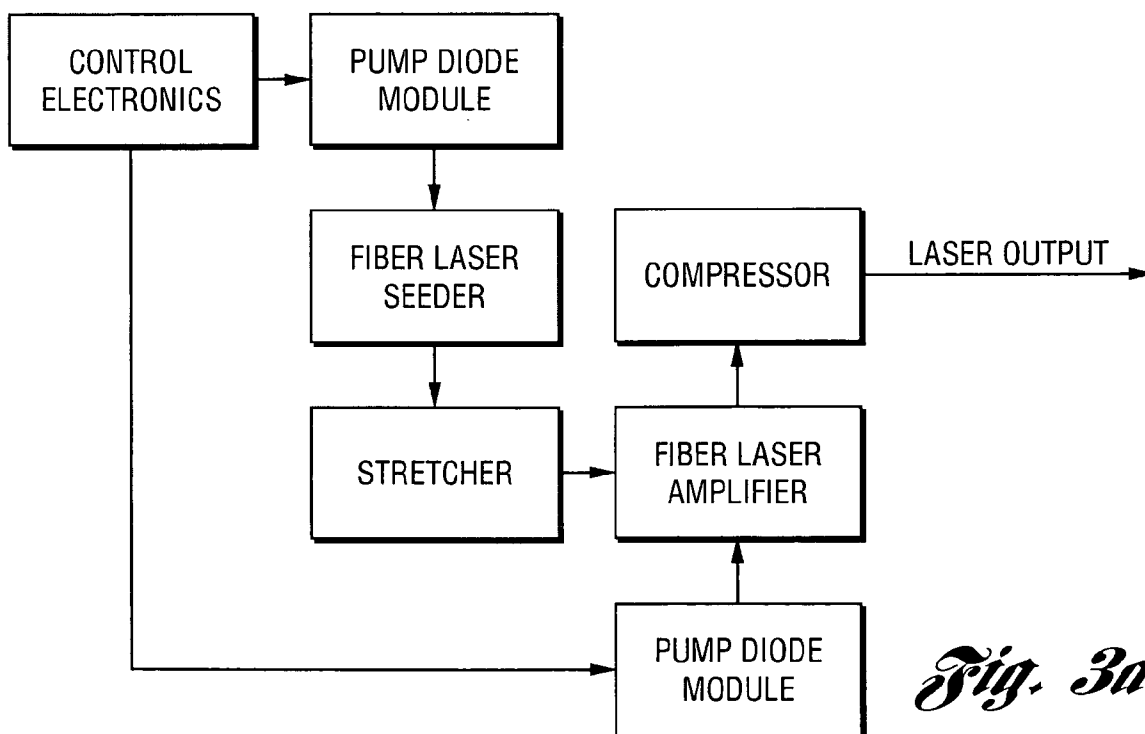 CONTROL
ELECTRONICS
PUMP DIODE
MODULE
FIBER LASER
SEEDER
COMPRESSOR
LASER OUTPUT
STRETCHER
FIBER LASER
AMPLIFIER
PUMP DIODE
MODULE
Fig. 3a